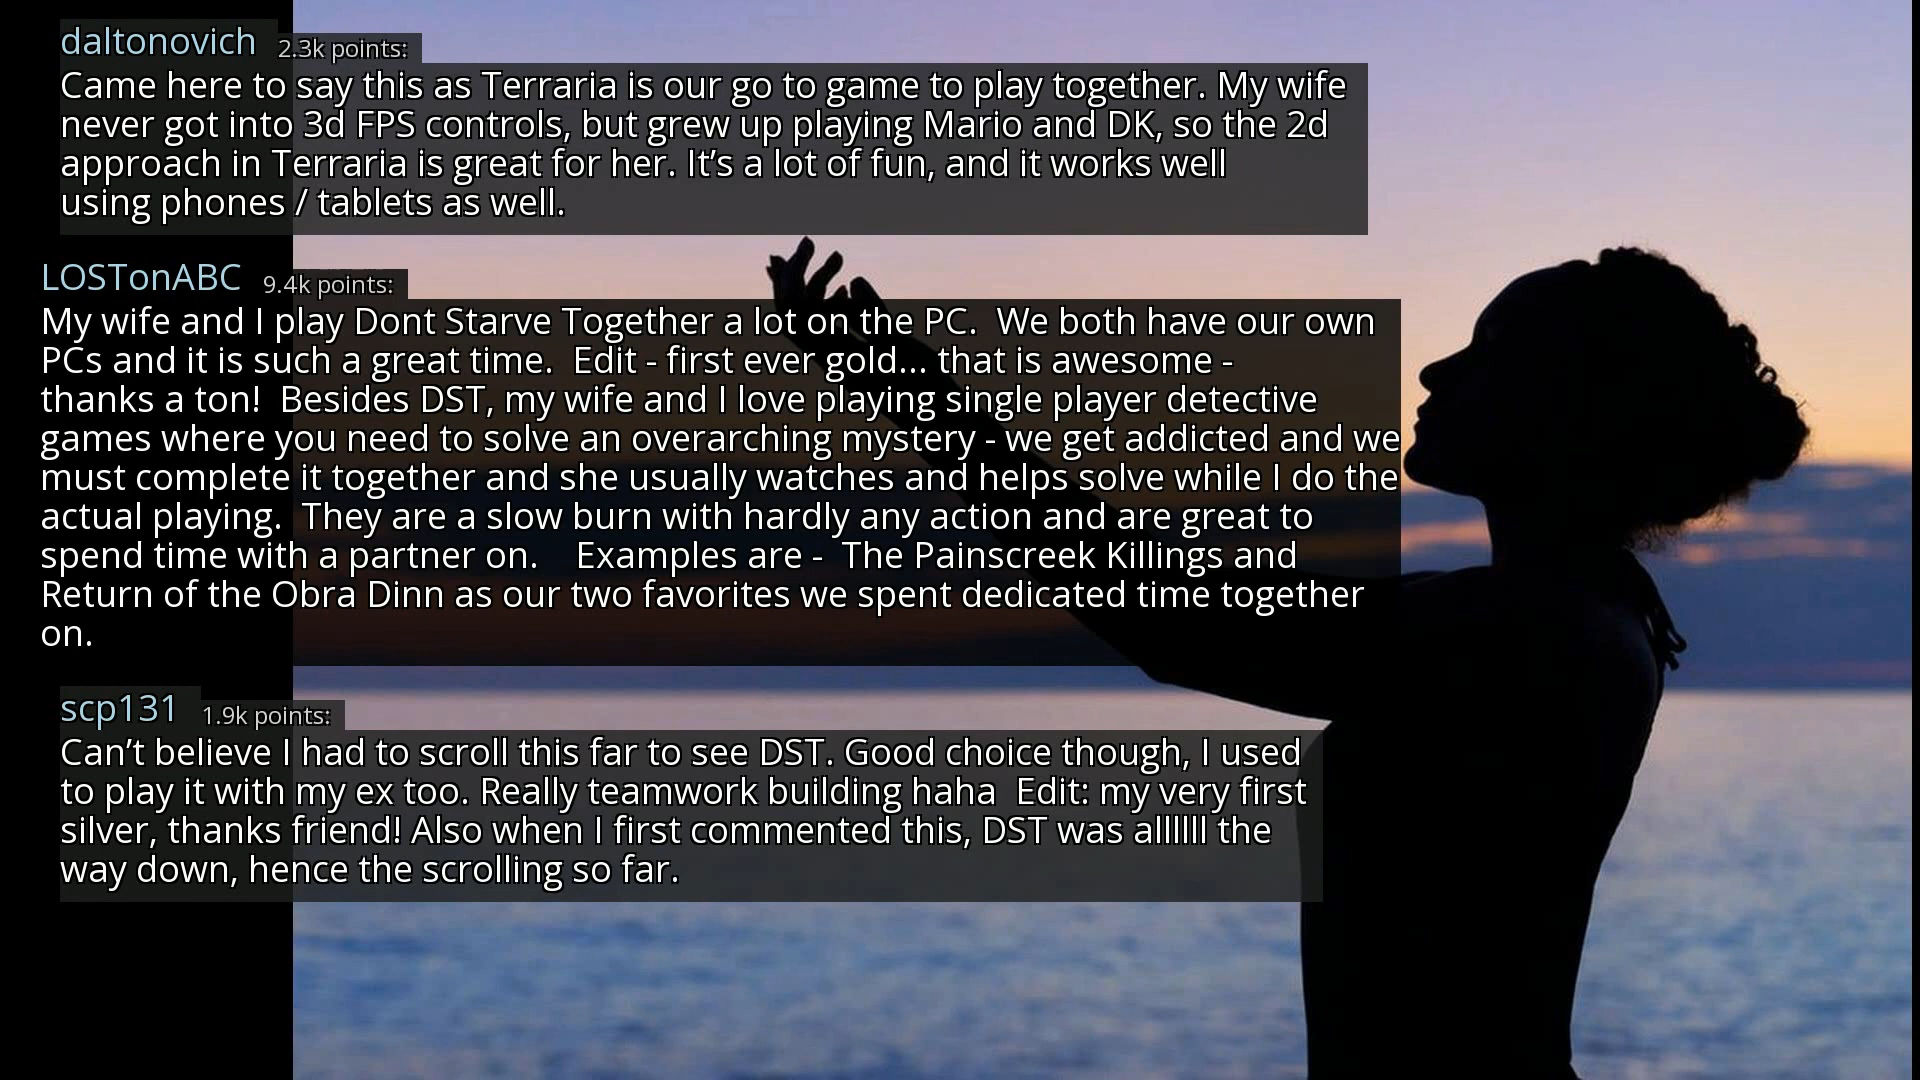 daltonovich 2.3k points:
Came here to say this as Terraria is our go to game to play together. My wife
never got into 3d FPS controls, but grew up playing Mario and DK, so the 2d
approach in Terraria is great for her. It’s a lot of fun, and it works well
using phones / tablets as well.
LOSTonABC 9.4k points:
My wife and I play Dont Starve Together a lot on the PC.  We both have our own
PCs and it is such a great time.  Edit - first ever gold... that is awesome -
thanks a ton!  Besides DST, my wife and I love playing single player detective
games where you need to solve an overarching mystery - we get addicted and we
must complete it together and she usually watches and helps solve while I do the
actual playing.  They are a slow burn with hardly any action and are great to
spend time with a partner on.    Examples are -  The Painscreek Killings and
Return of the Obra Dinn as our two favorites we spent dedicated time together
on.
scp131 1.9k points:
Can’t believe I had to scroll this far to see DST. Good choice though, I used
to play it with my ex too. Really teamwork building haha  Edit: my very first
silver, thanks friend! Also when I first commented this, DST was allllll the
way down, hence the scrolling so far.